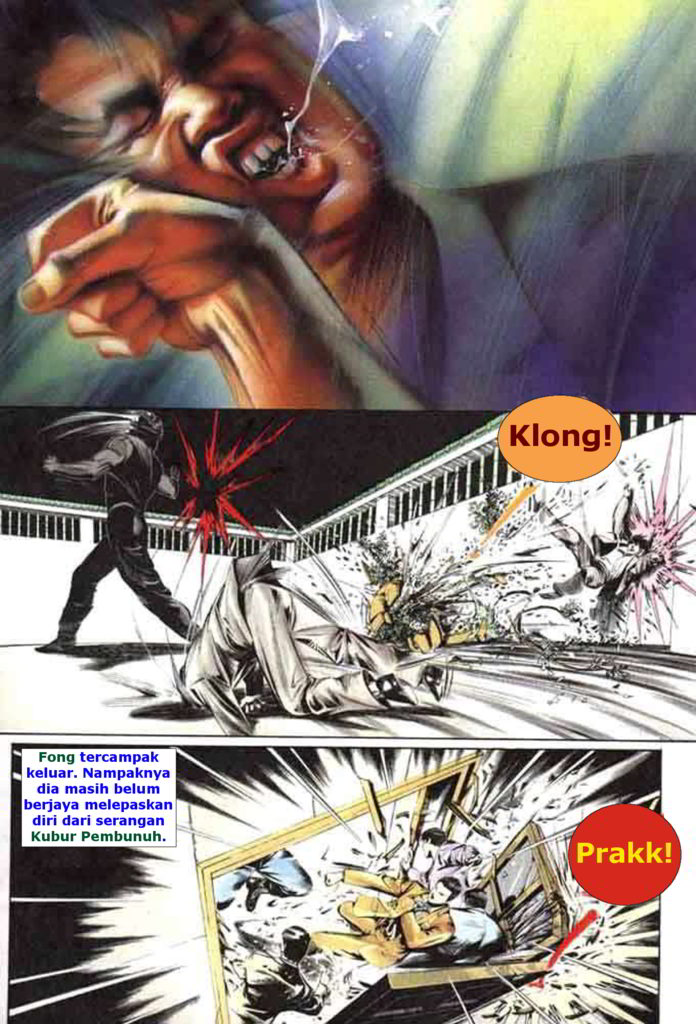 Klong!
Fong tercampak
keluar. Nampaknya
dia masih belum
berjaya melepaskan
diri dari serangan
Kubur Pembunuh.
Prakk!